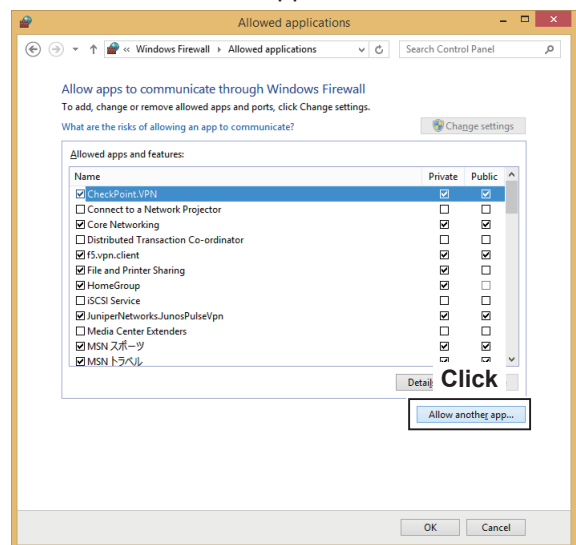 Allowed applications
« Windows Firewall › Allowed applications
Search Control Panel
Allow apps to communicate through Windows Firewall
To add, change or remove allowed apps and ports, click Change settings.
What are the risks of allowing an app to communicate?
Change settings
Allowed apps and features:
Name Private Public
CheckPoint.VPN
Connect to a Network Projector
Core Networking
Distributed Transaction Co-ordinator
f5.vpn.client
File and Printer Sharing
HomeGroup
iSCSI Service
JuniperNetworks.JunosPulseVpn
Media Center Extenders
MSN スポーツ
MSN トラベル
Click
Allow another app...
OK Cancel